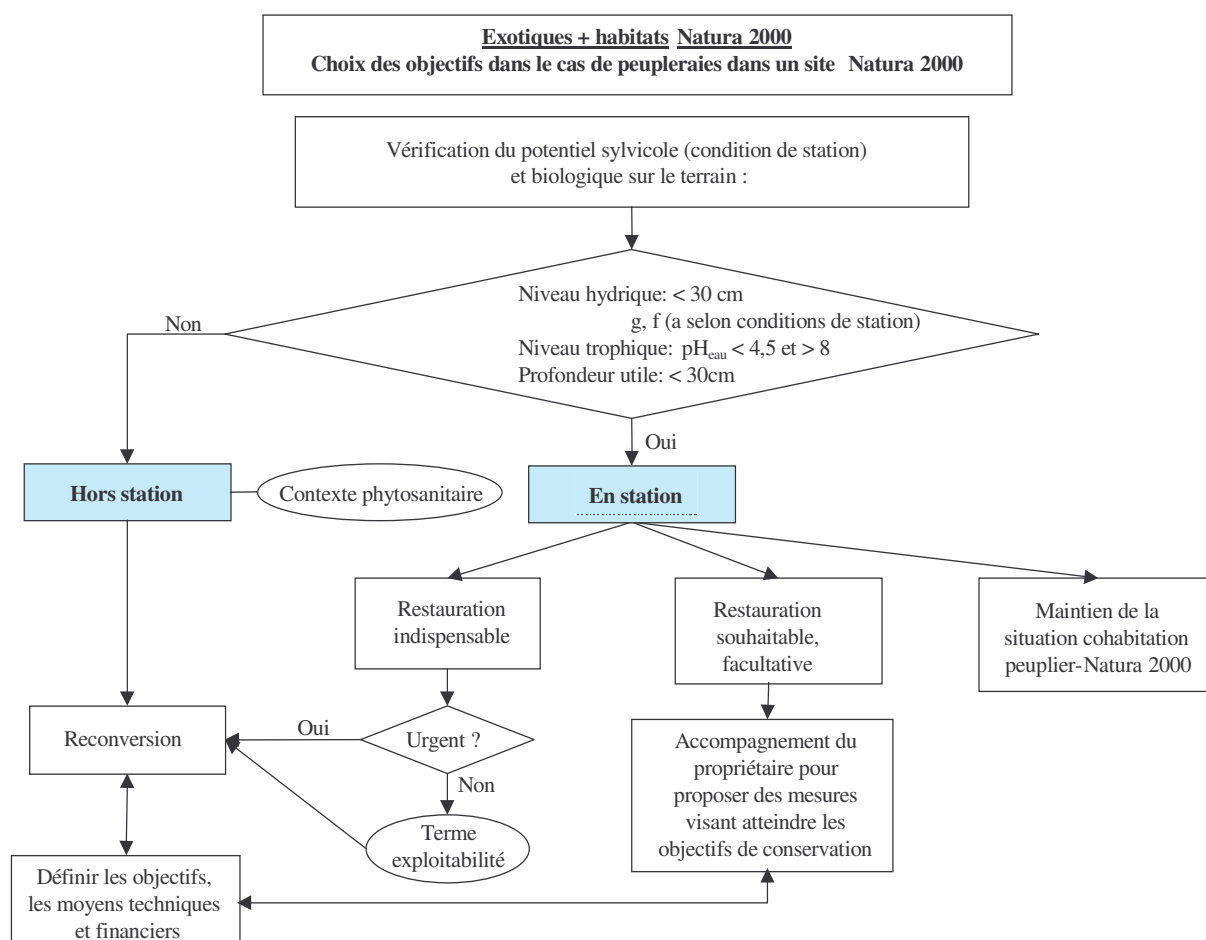 Exotiques + habitats Natura 2000
Choix des objectifs dans le cas de peupleraies dans un site Natura 2000
Vérification du potentiel sylvicole (condition de station)
et biologique sur le terrain :
Niveau hydrique: < 30 cm
g, f (a selon conditions de station)
Niveau trophique: pHeau < 4,5 et > 8
Profondeur utile: < 30cm
Non
Oui
Hors station
Contexte phytosanitaire
En station
Restauration
indispensable
Restauration
souhaitable,
facultative
Maintien de la
situation cohabitation
peuplier-Natura 2000
Reconversion
Oui
Urgent ?
Non
Terme
exploitabilité
Accompagnement du
propriétaire pour
proposer des mesures
visant atteindre les
objectifs de conservation
Définir les objectifs,
les moyens techniques
et financiers